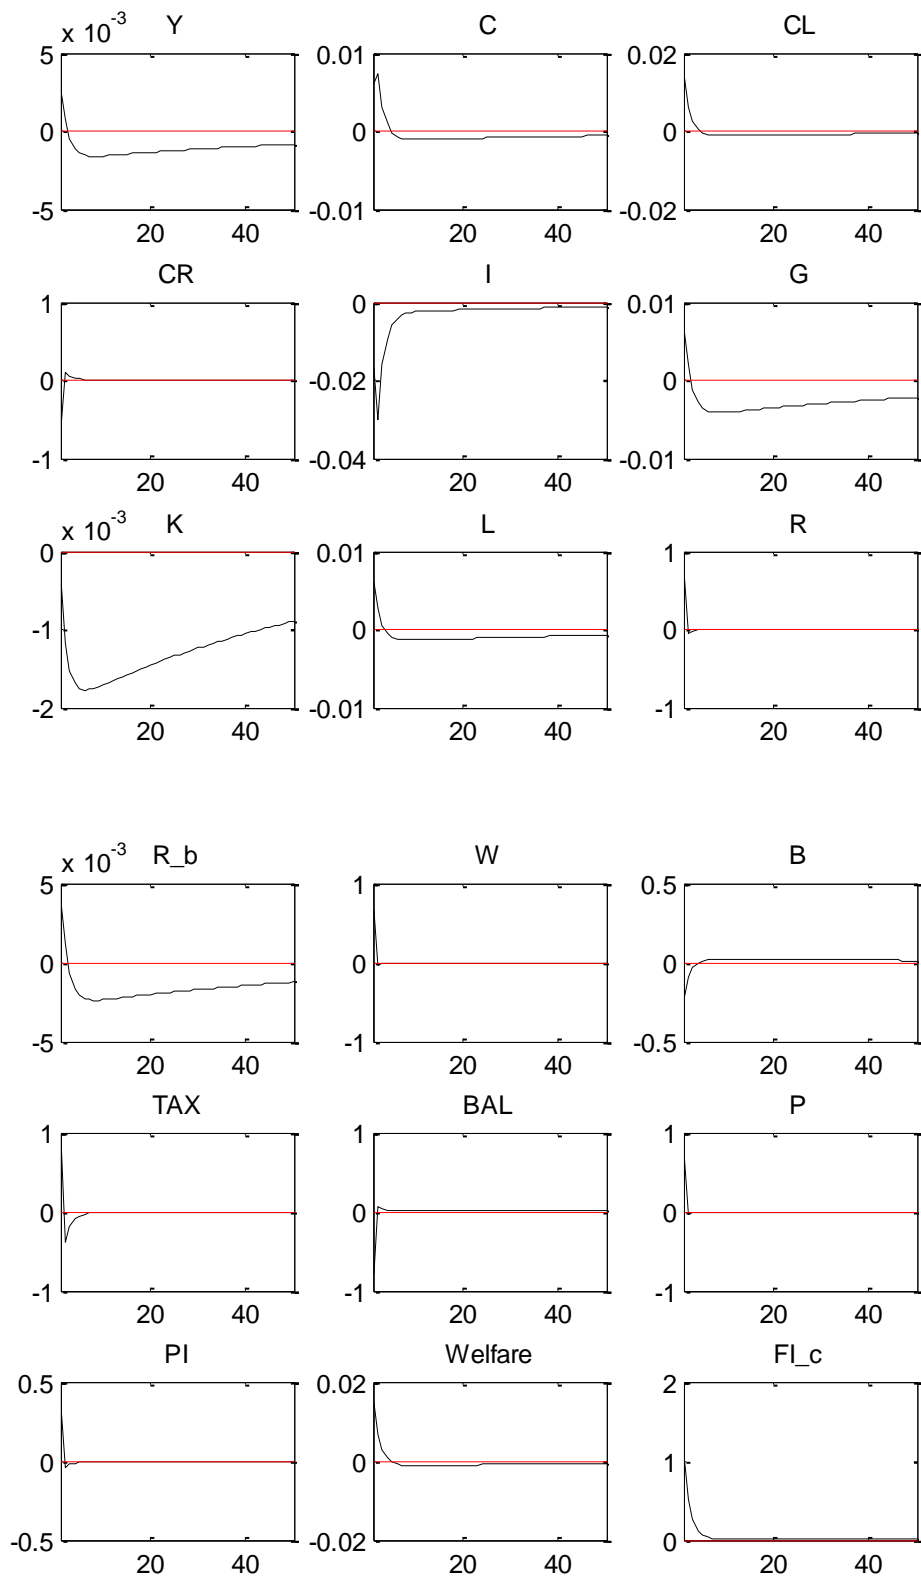 x 10-3 Y C CL
5 0.01 0.02
0 0 0
-5 -0.01 -0.02
20 40 20 40 20 40
CR I G
1 0 0.01
0 -0.02 0
-1 -0.04 -0.01
20 40 20 40 20 40
x 10-3 K L R
0 0.01 1
-1 0 0
-2 -0.01 -1
20 40 20 40 20 40
x 10-3 R_b W B
5 1 0.5
0 0 0
-5 -1 -0.5
20 40 20 40 20 40
TAX BAL P
1 1 1
0 0 0
-1 -1 -1
20 40 20 40 20 40
PI Welfare FI_c
0.5 0.02 2
0 0 1
-0.5 -0.02 0
20 40 20 40 20 40